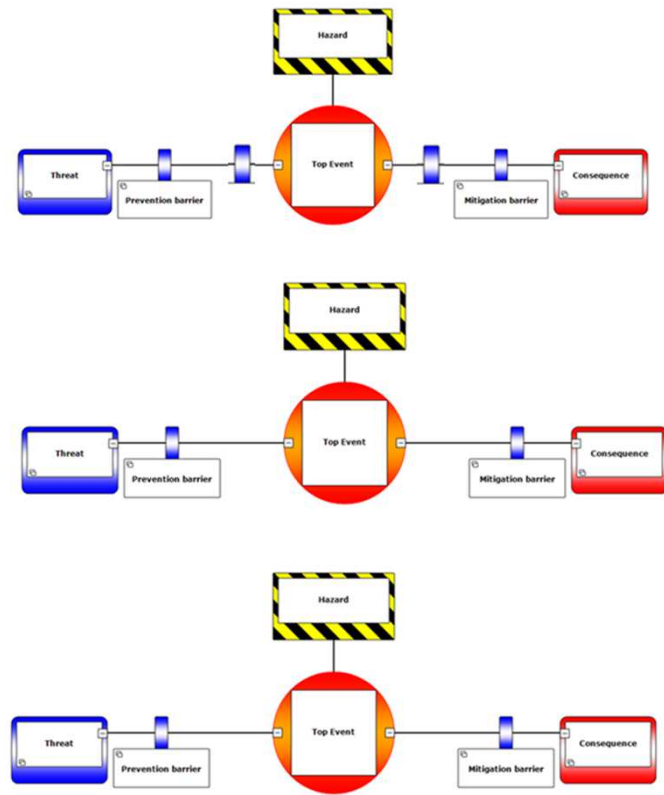 Hazard
Top Event
Threat
Consequence
Prevention barrier
Mitigation barrier
Hazard
Top Event
Threat
Consequence
Prevention barrier
Mitigation barrier
Hazard
Top Event
Threat
Consequence
Prevention barrier
Mitigation barrier